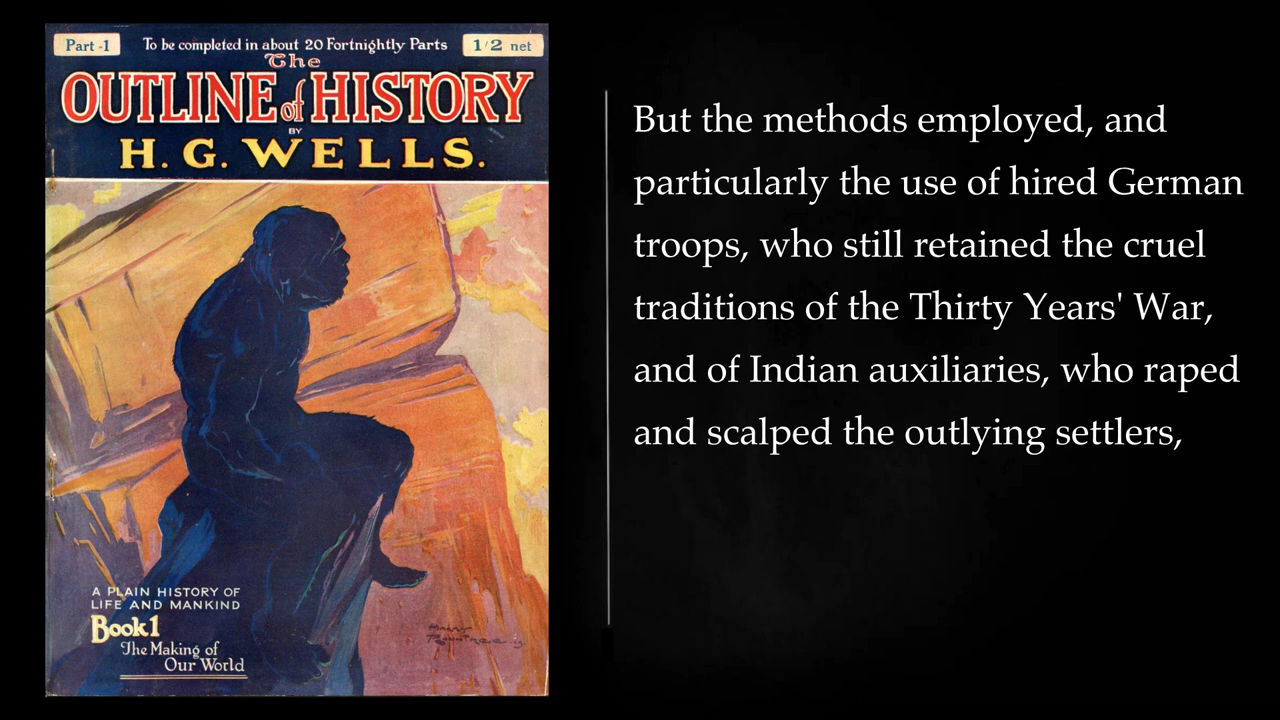 Part -1
To be completed in about 20 Fortnightly Parts
1/2 net
The
OUTLINE of HISTORY
BY
H. G. WELLS.
A PLAIN HISTORY OF
LIFE AND MANKIND
Book 1
The Making of
Our World
But the methods employed, and
particularly the use of hired German
troops, who still retained the cruel
traditions of the Thirty Years' War,
and of Indian auxiliaries, who raped
and scalped the outlying settlers,